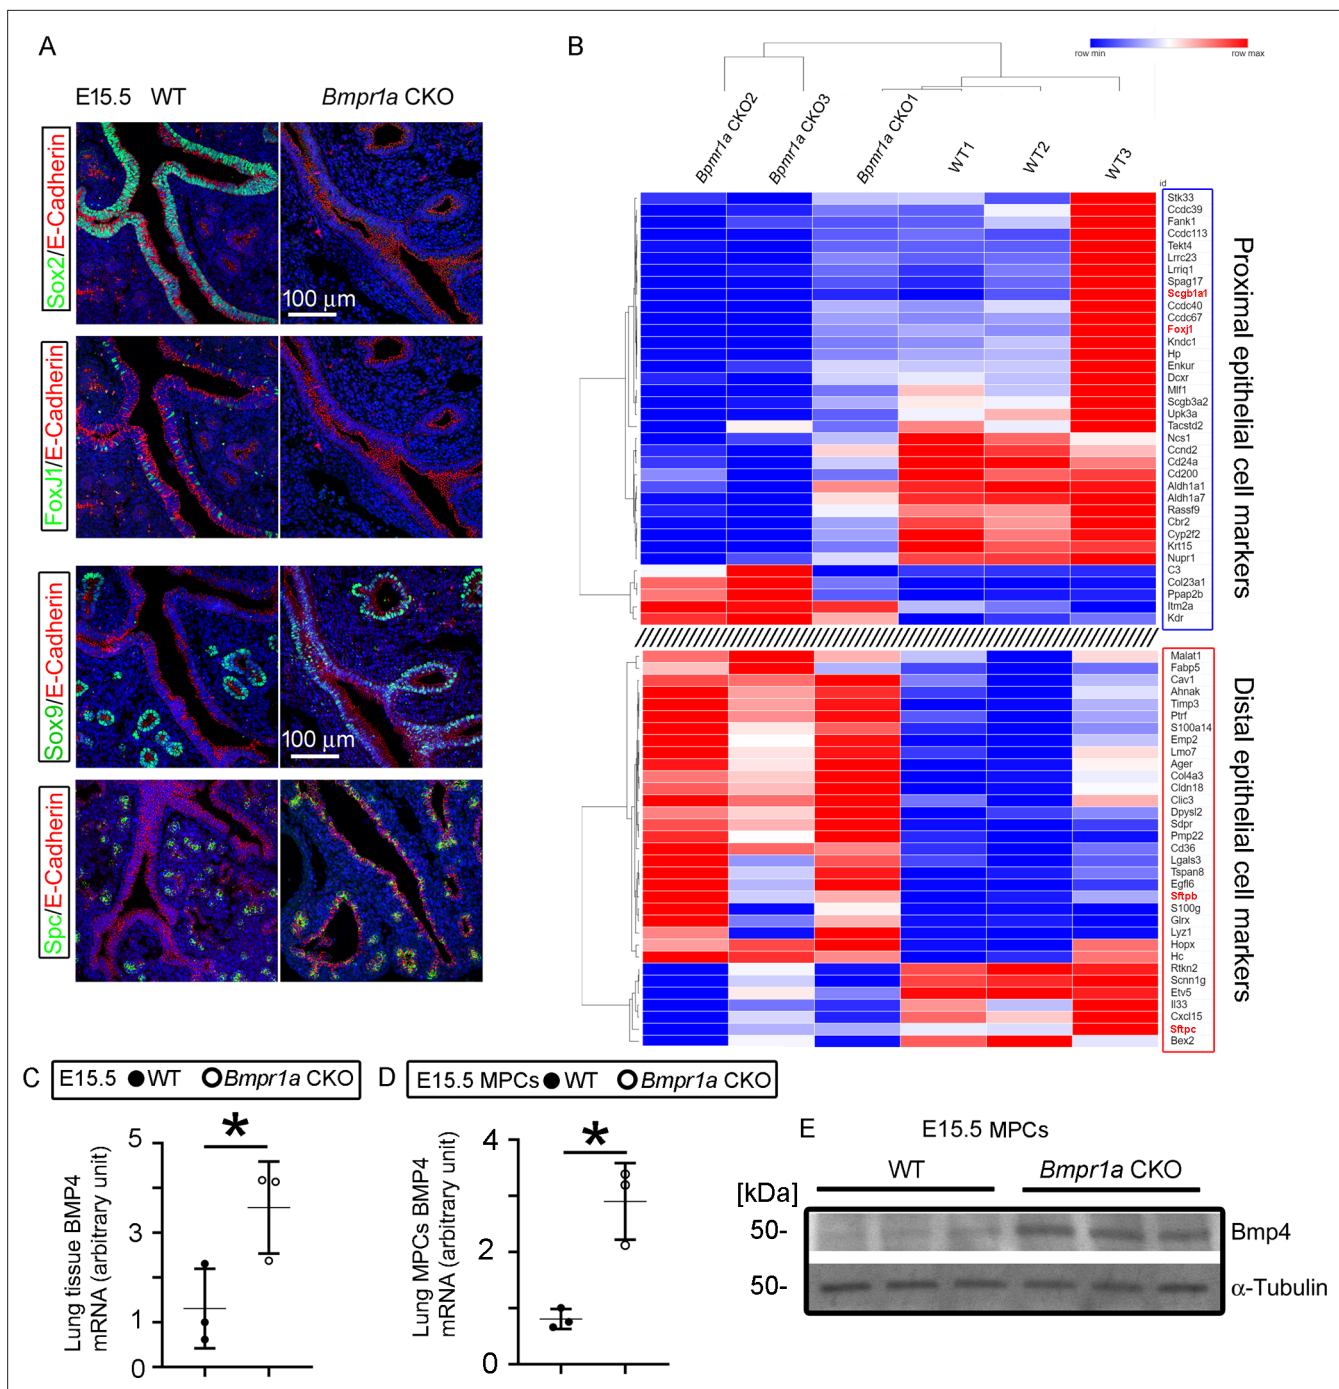 A
E15.5 WT Bmpr1a CKO
Sox2/E-Cadherin
100 µm
FoxJ1/E-Cadherin
Sox9/E-Cadherin
100 µm
Spc/E-Cadherin
B
row min row max
Bpmr1a CKO2
Bpmr1a CKO3
Bpmr1a CKO1
WT1
WT2
WT3
id
Stk33
Ccdc39
Fank1
Ccdc113
Tekt4
Lrrc23
Lrriq1
Spag17
Scgb1a1
Ccdc40
Ccdc67
Foxj1
Kndc1
Hp
Enkur
Dcxr
Mlf1
Scgb3a2
Upk3a
Tacstd2
Ncs1
Ccnd2
Cd24a
Cd200
Aldh1a1
Aldh1a7
Rassf9
Cbr2
Cyp2f2
Krt15
Nupr1
C3
Col23a1
Ppap2b
Itm2a
Kdr
Proximal epithelial cell markers
Malat1
Fabp5
Cav1
Ahnak
Timp3
Ptrf
S100a14
Emp2
Lmo7
Ager
Col4a3
Cldn18
Clic3
Dpysl2
Sdpr
Pmp22
Cd36
Lgals3
Tspan8
Egfl6
Sftpb
S100g
Glrx
Lyz1
Hopx
Hc
Rtkn2
Scnn1g
Etv5
Il33
Cxcl15
Sftpc
Bex2
Distal epithelial cell markers
C
E15.5 WT Bmpr1a CKO
Lung tissue BMP4
mRNA (arbitrary unit)
5
3
1
0
*
D
E15.5 MPCs WT Bmpr1a CKO
Lung MPCs BMP4
mRNA (arbitrary unit)
4
2
0
*
E
E15.5 MPCs
WT Bmpr1a CKO
[kDa]
50- Bmp4
50- α-Tubulin